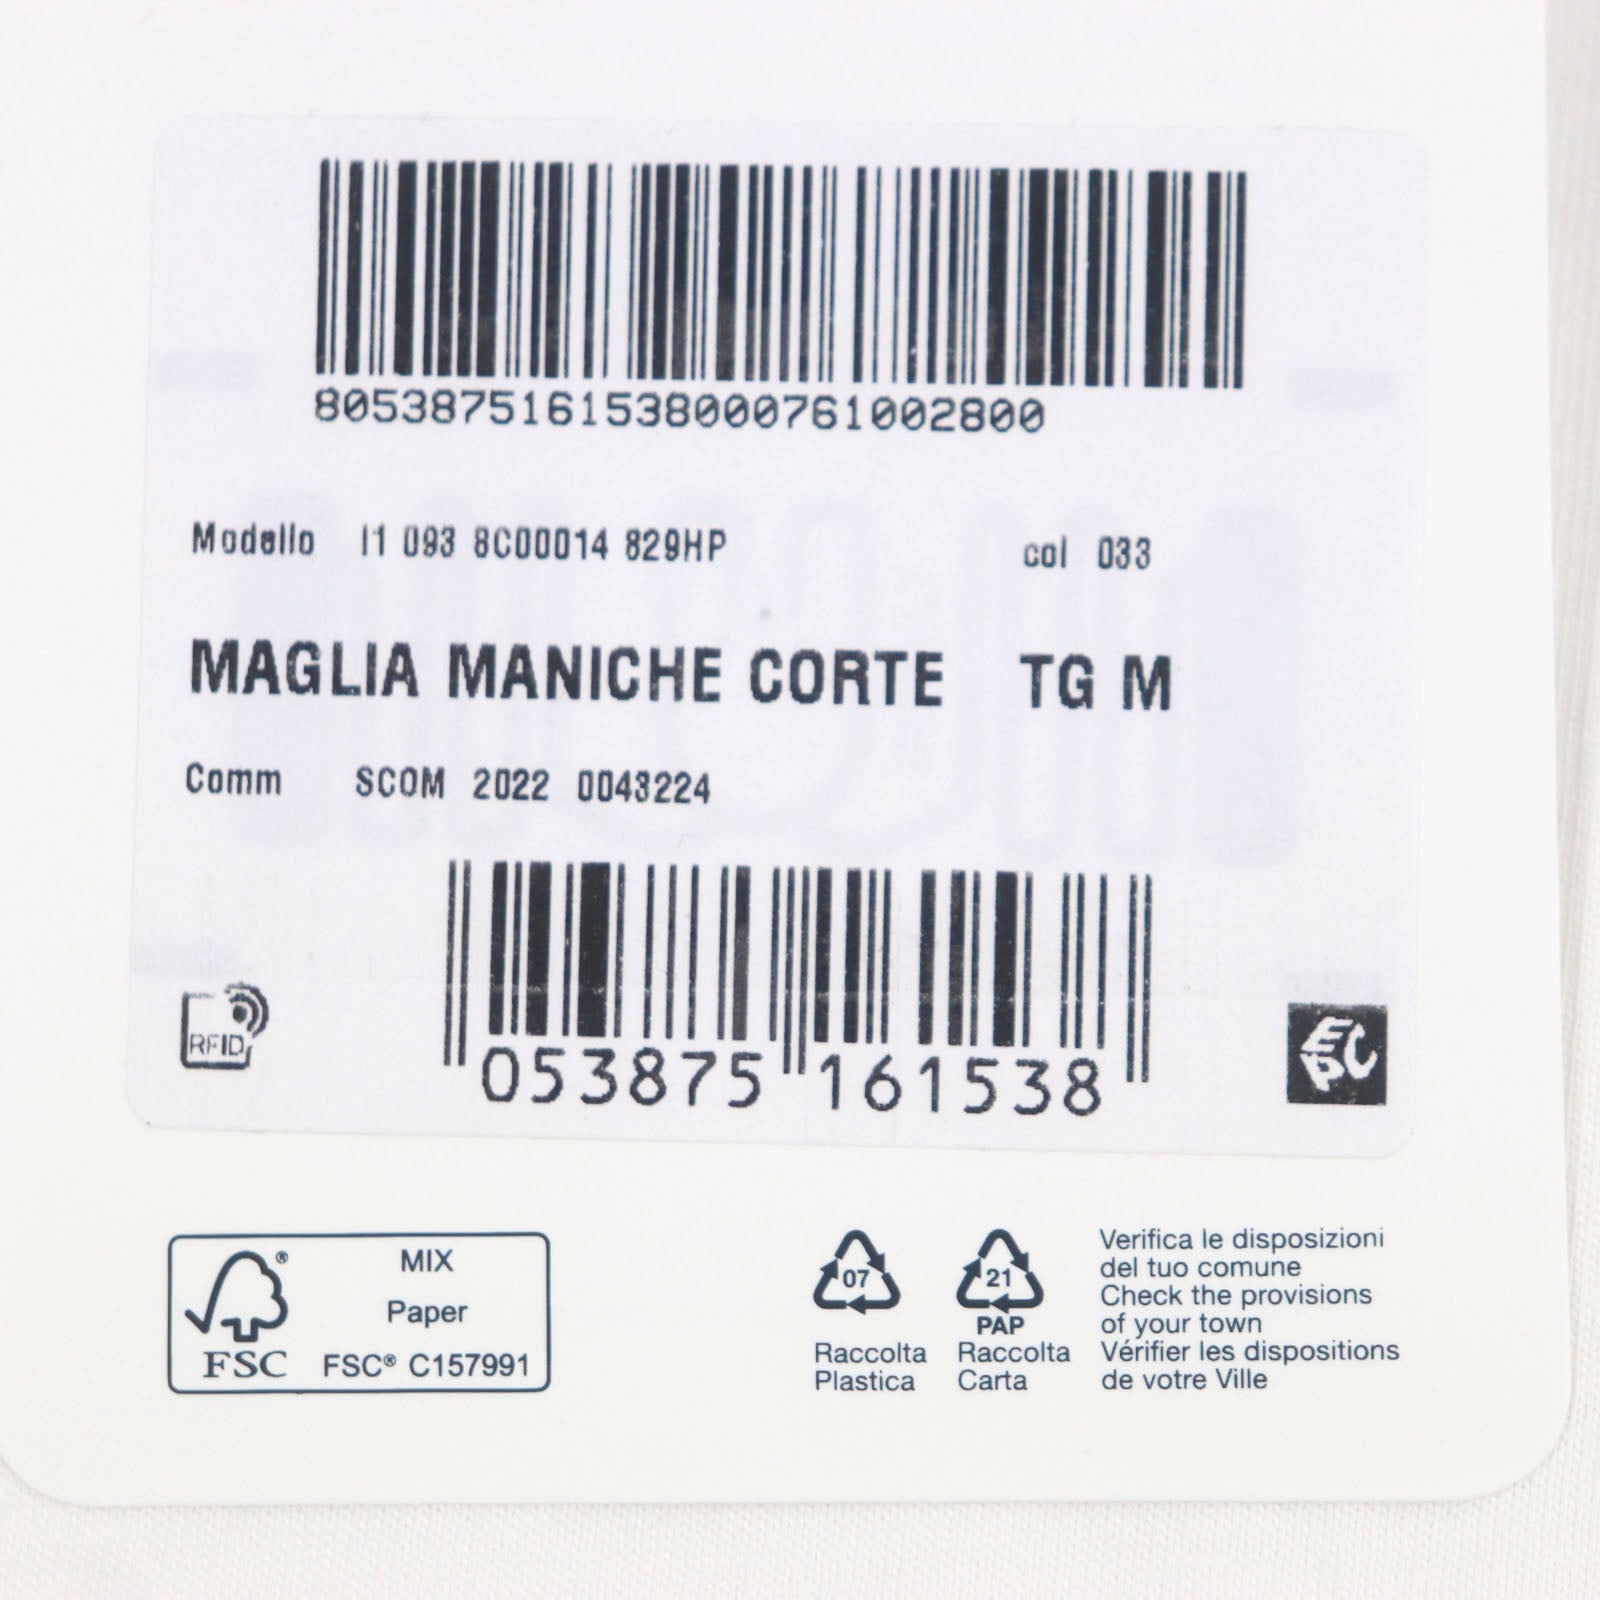 8053875161538000761002800
Modello I1 093 8C00014 829HP col 033
MAGLIA MANICHE CORTE TG M
Comm SCOM 2022 0043224
RFID
053875 161538
EPC
MIX
Paper
FSC® C157991
®
FSC
07
Raccolta
Plastica
21
PAP
Raccolta
Carta
Verifica le disposizioni
del tuo comune
Check the provisions
of your town
Vérifier les dispositions
de votre Ville